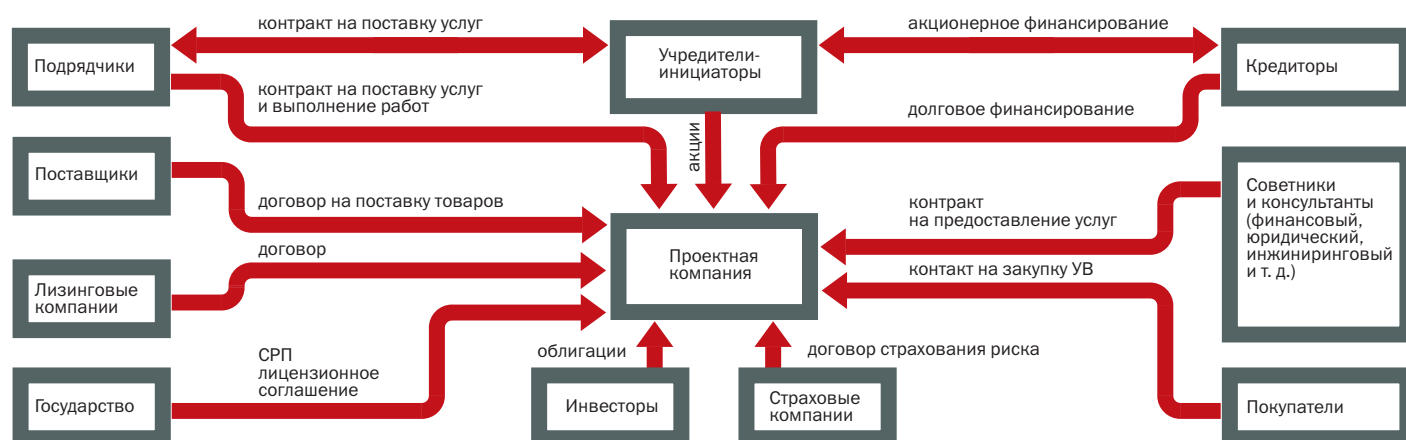 контракт на поставку услуг
акционерное финансирование
Подрядчики
Учредители-
инициаторы
Кредиторы
контракт на поставку услуг
и выполнение работ
долговое финансирование
акции
Поставщики
договор на поставку товаров
контракт
на предоставление услуг
Советники
и консультанты
(финансовый,
юридический,
инжиниринговый
и т. д.)
договор
Проектная
компания
контакт на закупку УВ
Лизинговые
компании
СРП
лицензионное
соглашение
облигации
договор страхования риска
Государство
Инвесторы
Страховые
компании
Покупатели